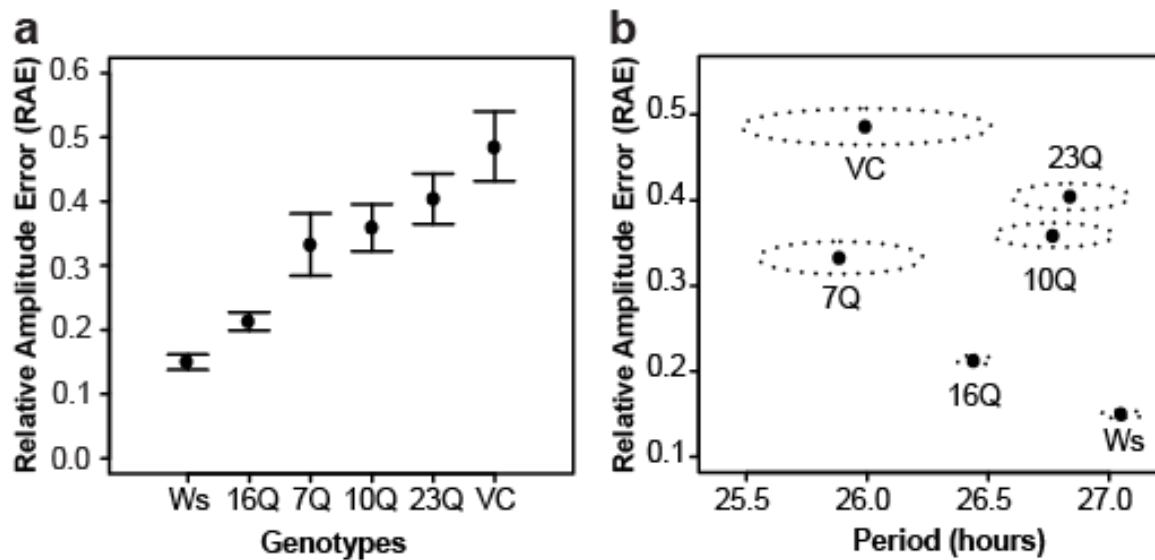 a
Relative Amplitude Error (RAE)
0.6
0.5
0.4
0.3
0.2
0.1
0.0
Ws 16Q 7Q 10Q 23Q VC
Genotypes
b
Relative Amplitude Error (RAE)
0.5
0.4
0.3
0.2
0.1
VC
23Q
7Q
10Q
16Q
Ws
25.5 26.0 26.5 27.0
Period (hours)